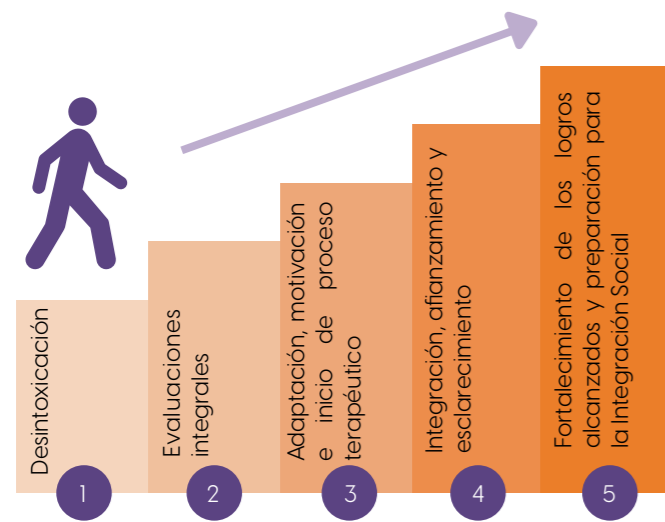 Desintoxicación
1
Evaluaciones
integrales
2
Adaptación, motivación
e inicio de proceso
terapéutico
3
Integración, afianzamiento y
esclarecimiento
4
Fortalecimiento de los logros
alcanzados y preparación para
la Integración Social
5